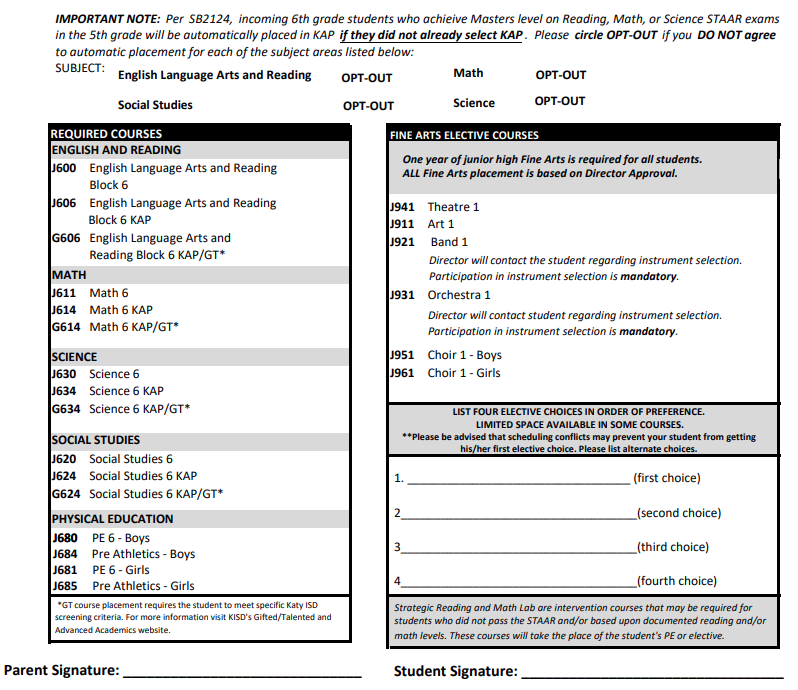 IMPORTANT NOTE: Per SB2124, incoming 6th grade students who achieive Masters level on Reading, Math, or Science STAAR exams
in the 5th grade will be automatically placed in KAP if they did not already select KAP. Please circle OPT-OUT if you DO NOT agree
to automatic placement for each of the subject areas listed below:
SUBJECT: English Language Arts and Reading OPT-OUT Math OPT-OUT
Social Studies OPT-OUT Science OPT-OUT
REQUIRED COURSES
ENGLISH AND READING
J600 English Language Arts and Reading
Block 6
J606 English Language Arts and Reading
Block 6 KAP
G606 English Language Arts and
Reading Block 6 KAP/GT*
MATH
J611 Math 6
J614 Math 6 KAP
G614 Math 6 KAP/GT*
SCIENCE
J630 Science 6
J634 Science 6 KAP
G634 Science 6 KAP/GT*
SOCIAL STUDIES
J620 Social Studies 6
J624 Social Studies 6 KAP
G624 Social Studies 6 KAP/GT*
PHYSICAL EDUCATION
J680 PE 6 - Boys
J684 Pre Athletics - Boys
J681 PE 6 - Girls
J685 Pre Athletics - Girls
*GT course placement requires the student to meet specific Katy ISD
screening criteria. For more information visit KISD's Gifted/Talented and
Advanced Academics website.
FINE ARTS ELECTIVE COURSES
One year of junior high Fine Arts is required for all students.
ALL Fine Arts placement is based on Director Approval.
J941 Theatre 1
J911 Art 1
J921 Band 1
Director will contact the student regarding instrument selection.
Participation in instrument selection is mandatory.
J931 Orchestra 1
Director will contact student regarding instrument selection.
Participation in instrument selection is mandatory.
J951 Choir 1 - Boys
J961 Choir 1 - Girls
LIST FOUR ELECTIVE CHOICES IN ORDER OF PREFERENCE.
LIMITED SPACE AVAILABLE IN SOME COURSES.
**Please be advised that scheduling conflicts may prevent your student from getting
his/her first elective choice. Please list alternate choices.
1. ____________________________________ (first choice)
2______________________________________(second choice)
3______________________________________(third choice)
4______________________________________(fourth choice)
Strategic Reading and Math Lab are intervention courses that may be required for
students who did not pass the STAAR and/or based upon documented reading and/or
math levels. These courses will take the place of the student's PE or elective.
Parent Signature: ______________________________ Student Signature: ________________________________